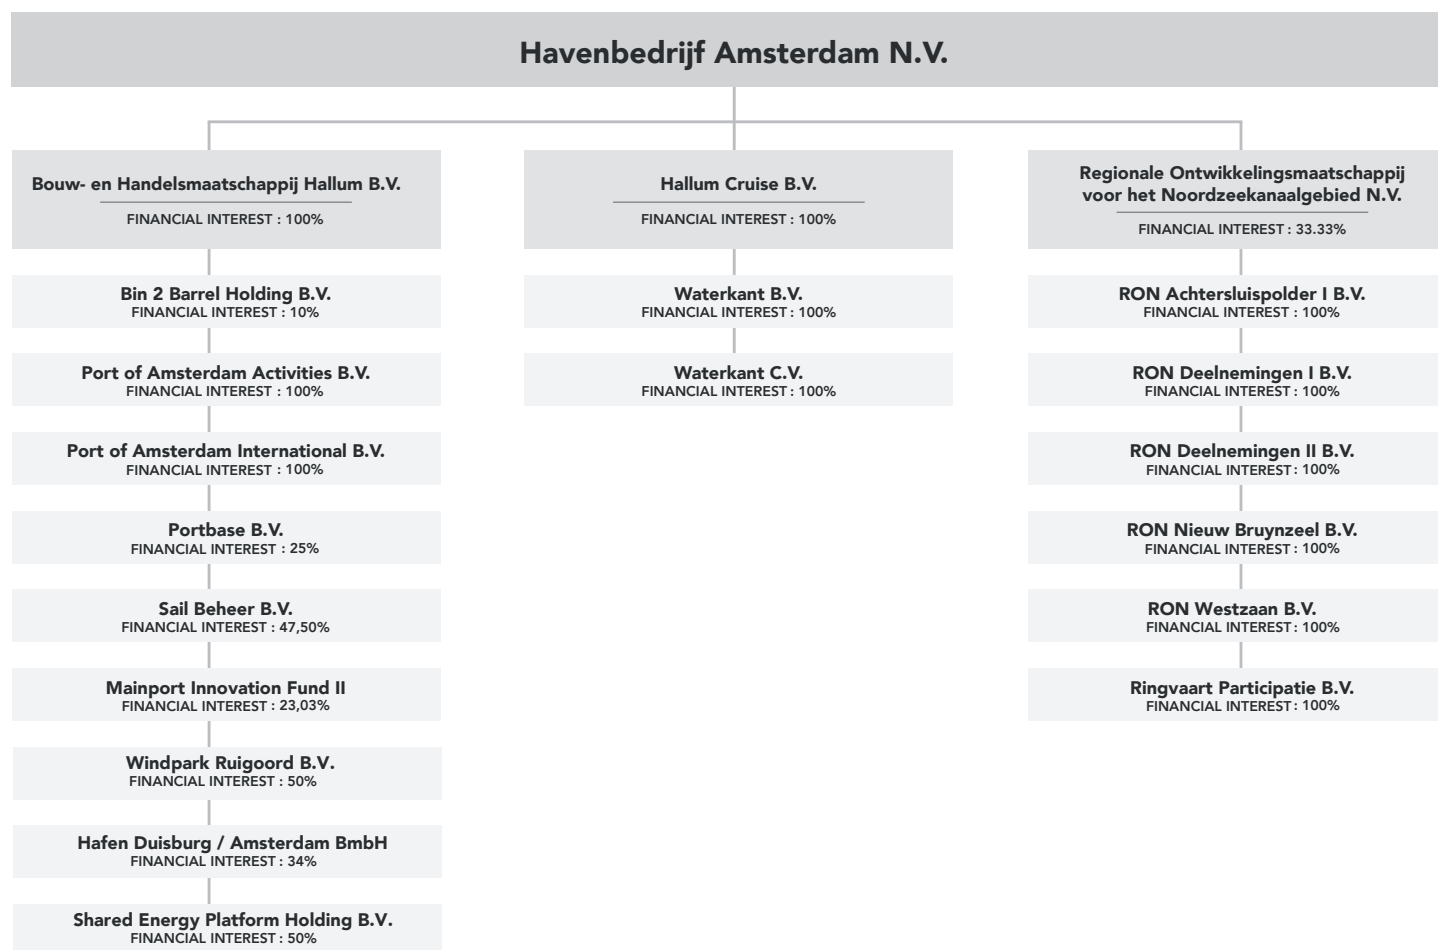 Havenbedrijf Amsterdam N.V.
Bouw- en Handelsmaatschappij Hallum B.V.
FINANCIAL INTEREST : 100%
Bin 2 Barrel Holding B.V.
FINANCIAL INTEREST : 10%
Port of Amsterdam Activities B.V.
FINANCIAL INTEREST : 100%
Port of Amsterdam International B.V.
FINANCIAL INTEREST : 100%
Portbase B.V.
FINANCIAL INTEREST : 25%
Sail Beheer B.V.
FINANCIAL INTEREST : 47,50%
Mainport Innovation Fund II
FINANCIAL INTEREST : 23,03%
Windpark Ruigoord B.V.
FINANCIAL INTEREST : 50%
Hafen Duisburg / Amsterdam BmbH
FINANCIAL INTEREST : 34%
Shared Energy Platform Holding B.V.
FINANCIAL INTEREST : 50%
Hallum Cruise B.V.
FINANCIAL INTEREST : 100%
Waterkant B.V.
FINANCIAL INTEREST : 100%
Waterkant C.V.
FINANCIAL INTEREST : 100%
Regionale Ontwikkelingsmaatschappij
voor het Noordzeekanaalgebied N.V.
FINANCIAL INTEREST : 33.33%
RON Achtersluispolder I B.V.
FINANCIAL INTEREST : 100%
RON Deelnemingen I B.V.
FINANCIAL INTEREST : 100%
RON Deelnemingen II B.V.
FINANCIAL INTEREST : 100%
RON Nieuw Bruynzeel B.V.
FINANCIAL INTEREST : 100%
RON Westzaan B.V.
FINANCIAL INTEREST : 100%
Ringvaart Participatie B.V.
FINANCIAL INTEREST : 100%